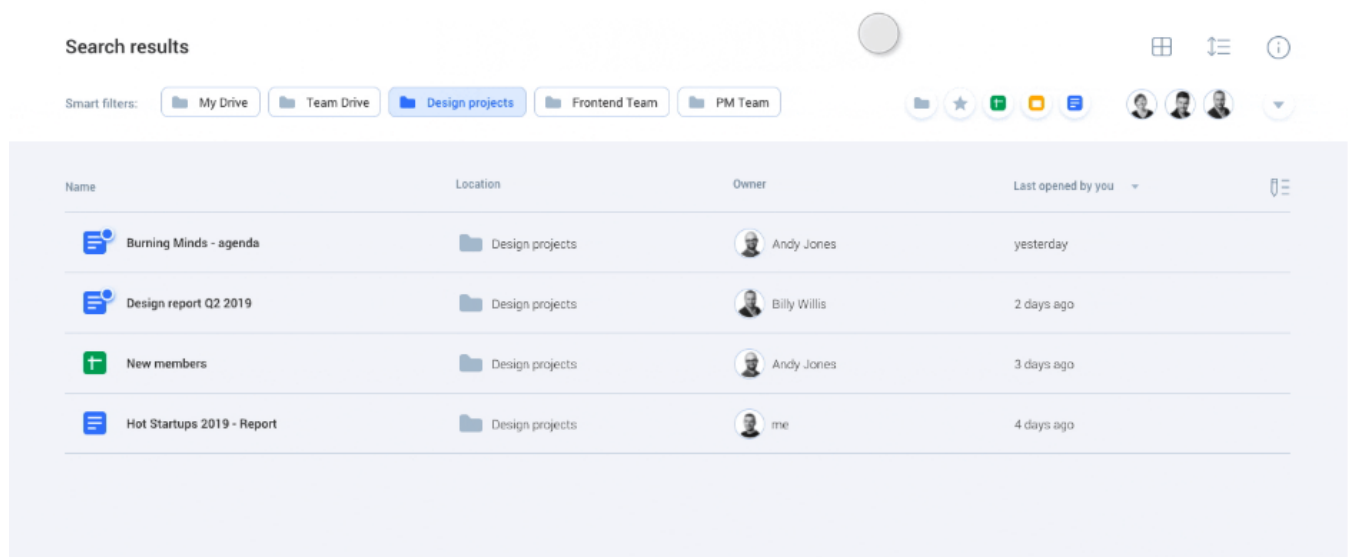 Search results
Smart filters: My Drive Team Drive Design projects Frontend Team PM Team
Name Location Owner Last opened by you
Burning Minds - agenda Design projects Andy Jones yesterday
Design report Q2 2019 Design projects Billy Willis 2 days ago
New members Design projects Andy Jones 3 days ago
Hot Startups 2019 - Report Design projects me 4 days ago